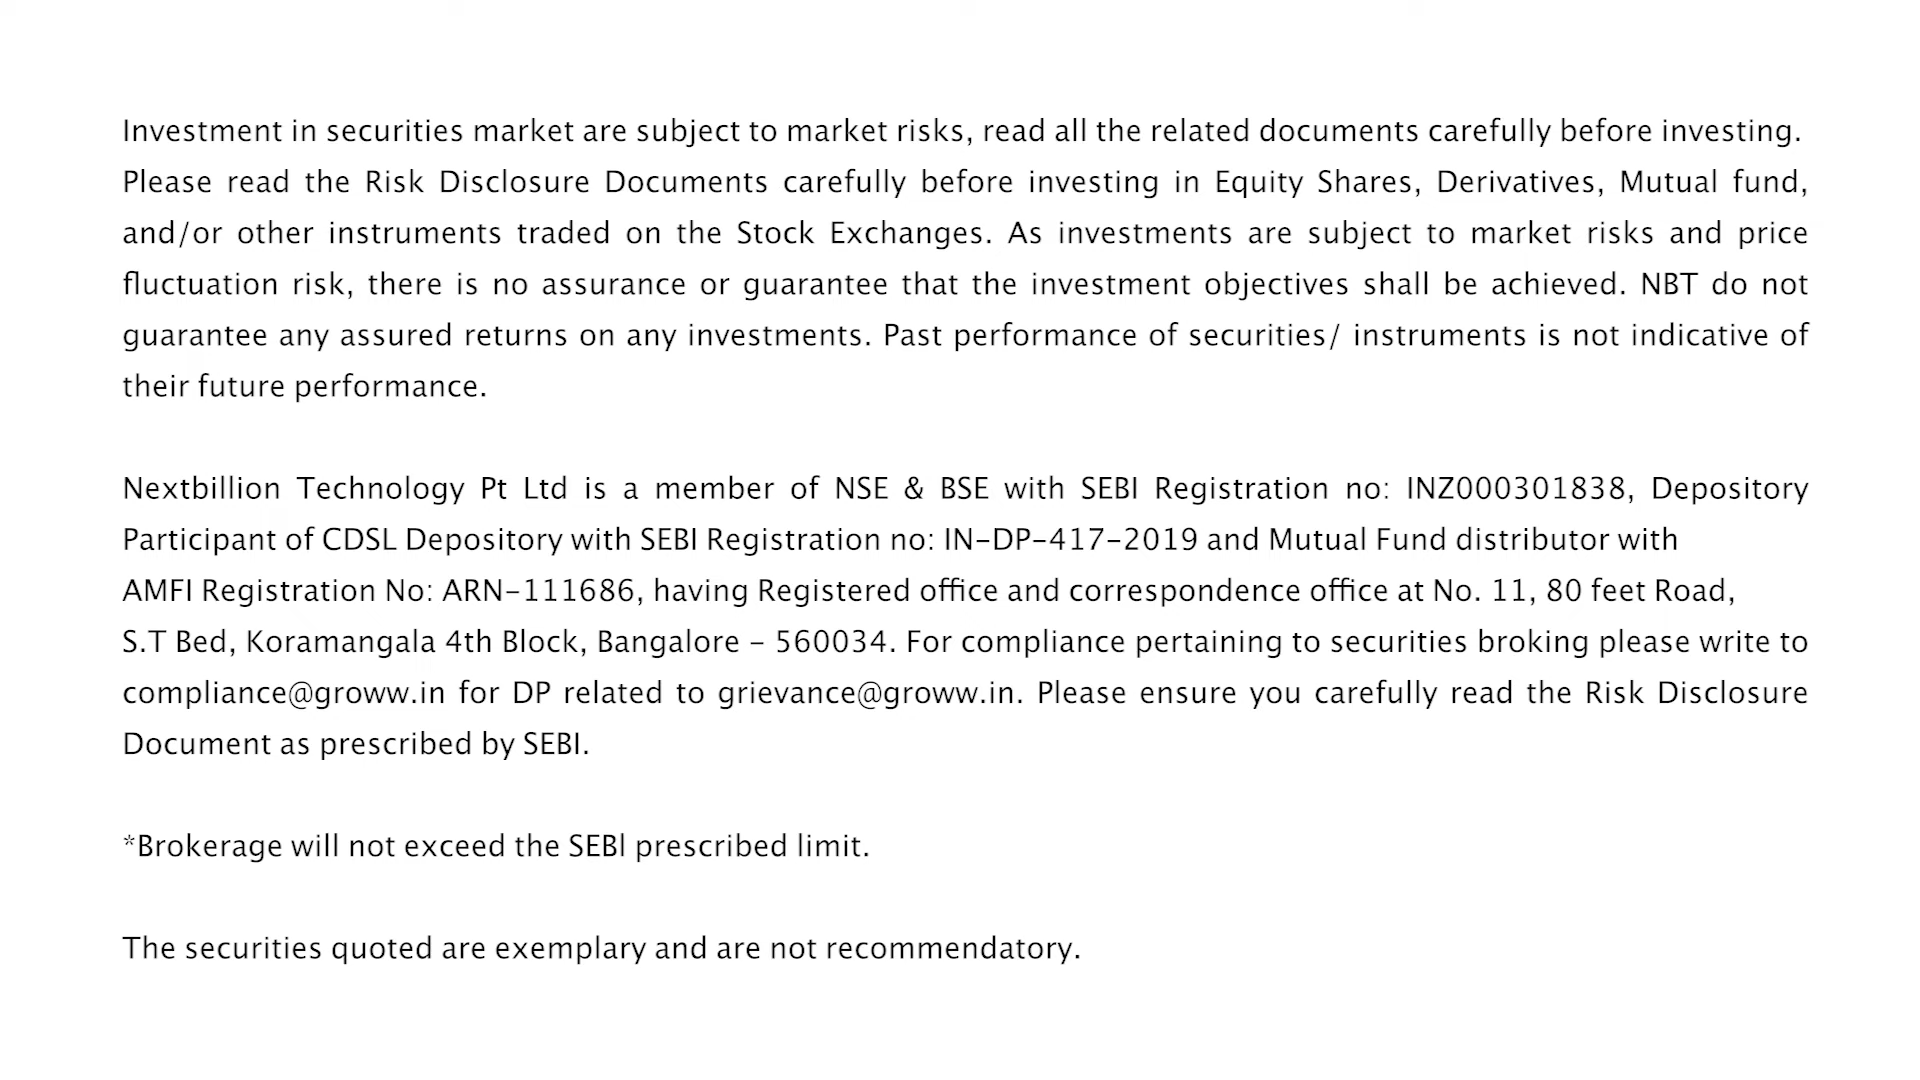 Investment in securities market are subject to market risks, read all the related documents carefully before investing.
Please read the Risk Disclosure Documents carefully before investing in Equity Shares, Derivatives, Mutual fund,
and/or other instruments traded on the Stock Exchanges. As investments are subject to market risks and price
fluctuation risk, there is no assurance or guarantee that the investment objectives shall be achieved. NBT do not
guarantee any assured returns on any investments. Past performance of securities/ instruments is not indicative of
their future performance.
Nextbillion Technology Pt Ltd is a member of NSE & BSE with SEBI Registration no: INZ000301838, Depository
Participant of CDSL Depository with SEBI Registration no: IN-DP-417-2019 and Mutual Fund distributor with
AMFI Registration No: ARN-111686, having Registered office and correspondence office at No. 11, 80 feet Road,
S.T Bed, Koramangala 4th Block, Bangalore - 560034. For compliance pertaining to securities broking please write to
compliance@groww.in for DP related to grievance@groww.in. Please ensure you carefully read the Risk Disclosure
Document as prescribed by SEBI.
*Brokerage will not exceed the SEBI prescribed limit.
The securities quoted are exemplary and are not recommendatory.